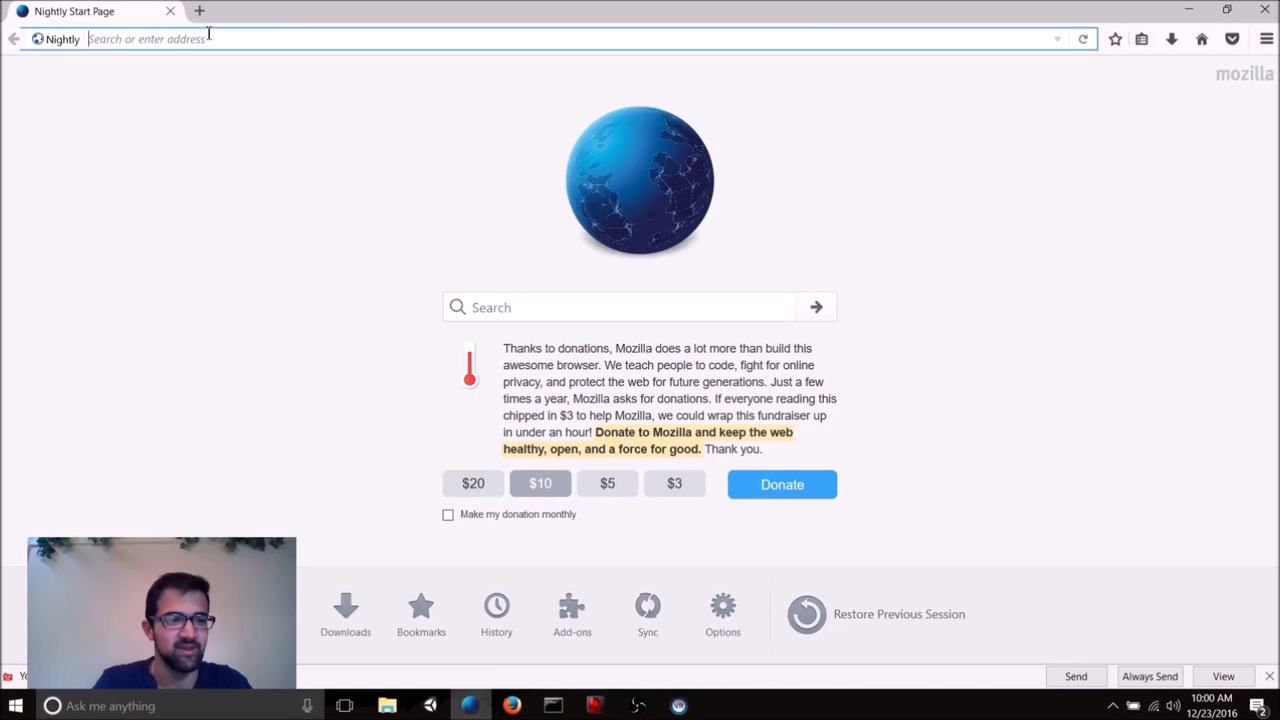 Nightly Start Page
Nightly Search or enter address
mozilla
Search
Thanks to donations, Mozilla does a lot more than build this
awesome browser. We teach people to code, fight for online
privacy, and protect the web for future generations. Just a few
times a year, Mozilla asks for donations. If everyone reading this
chipped in $3 to help Mozilla, we could wrap this fundraiser up
in under an hour! Donate to Mozilla and keep the web
healthy, open, and a force for good. Thank you.
$20 $10 $5 $3 Donate
Make my donation monthly
Downloads Bookmarks History Add-ons Sync Options Restore Previous Session
Send Always Send View
Ask me anything
10:00 AM
12/23/2016
2